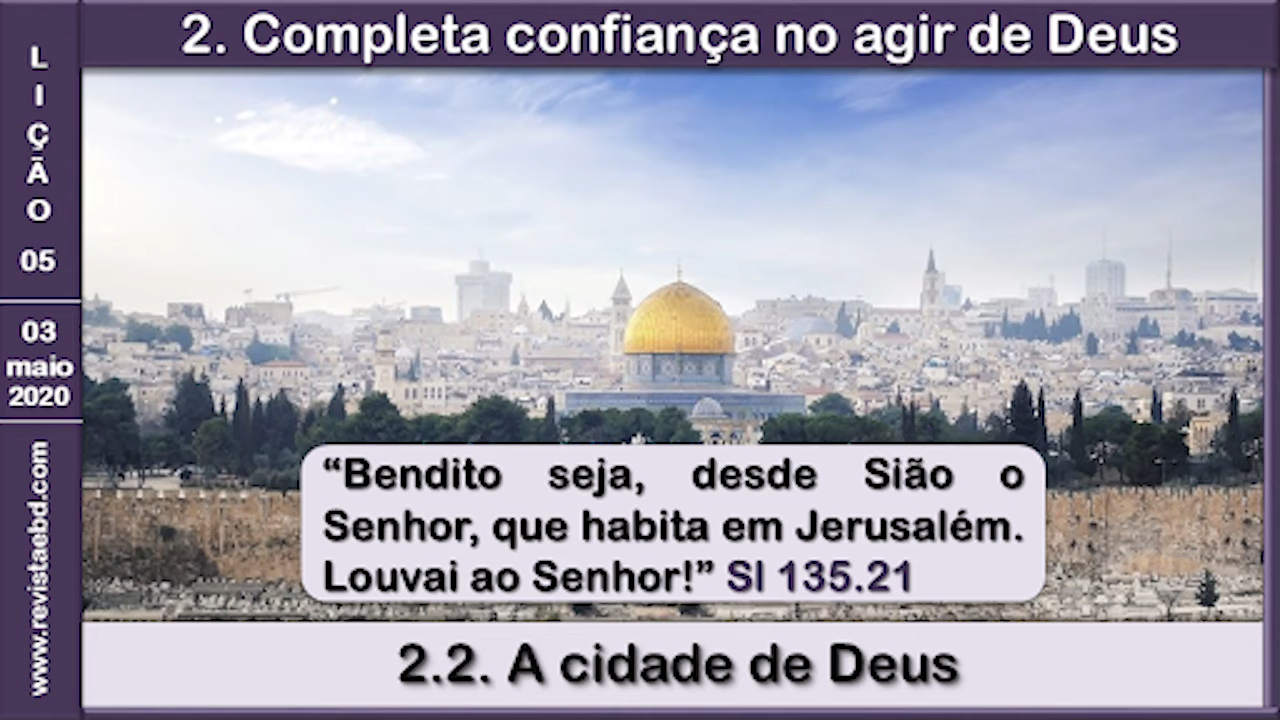 2. Completa confiança no agir de Deus
LIÇÃO
05
03
maio
2020
www.revistaebd.com
“Bendito seja, desde Sião o
Senhor, que habita em Jerusalém.
Louvai ao Senhor!” Sl 135.21
2.2. A cidade de Deus